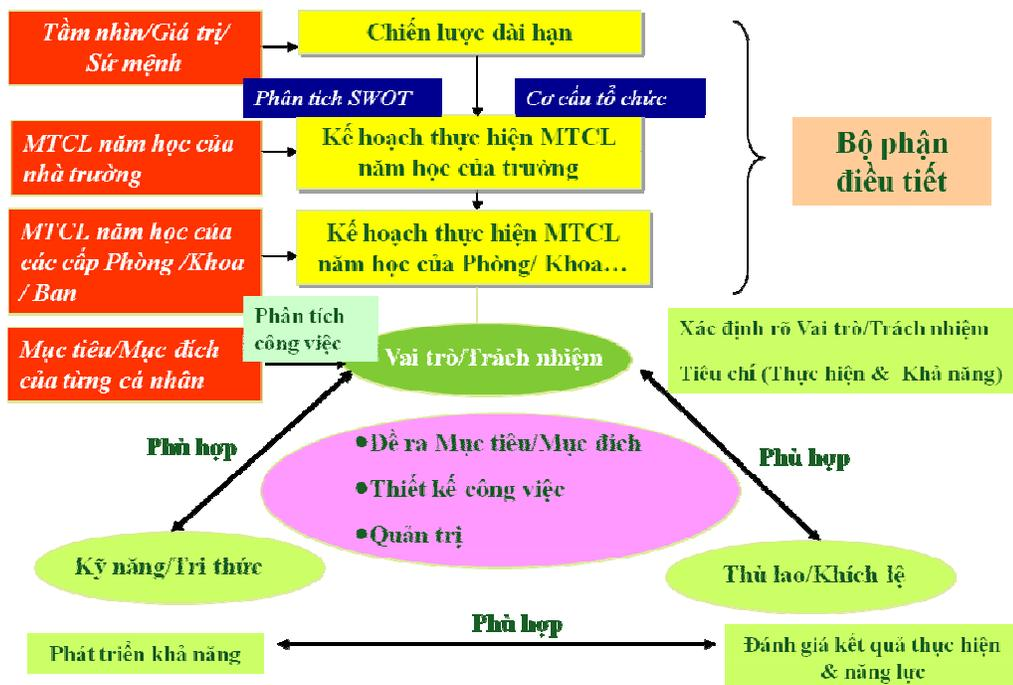 Tầm nhìn/Giá trị/
Sứ mệnh
Chiến lược dài hạn
Phân tích SWOT
Cơ cấu tổ chức
MTCL năm học của
nhà trường
Kế hoạch thực hiện MTCL
năm học của trường
Bộ phận
điều tiết
MTCL năm học của
các cấp Phòng /Khoa
/ Ban
Kế hoạch thực hiện MTCL
năm học của Phòng/ Khoa...
Phân tích
công việc
Mục tiêu/Mục đích
của từng cá nhân
Vai trò/Trách nhiệm
Xác định rõ Vai trò/Trách nhiệm
Tiêu chí (Thực hiện & Khả năng)
Phù hợp
•Đề ra Mục tiêu/Mục đích
•Thiết kế công việc
•Quản trị
Phù hợp
Kỹ năng/Tri thức
Thù lao/Khích lệ
Phù hợp
Phát triển khả năng
Đánh giá kết quả thực hiện
& năng lực